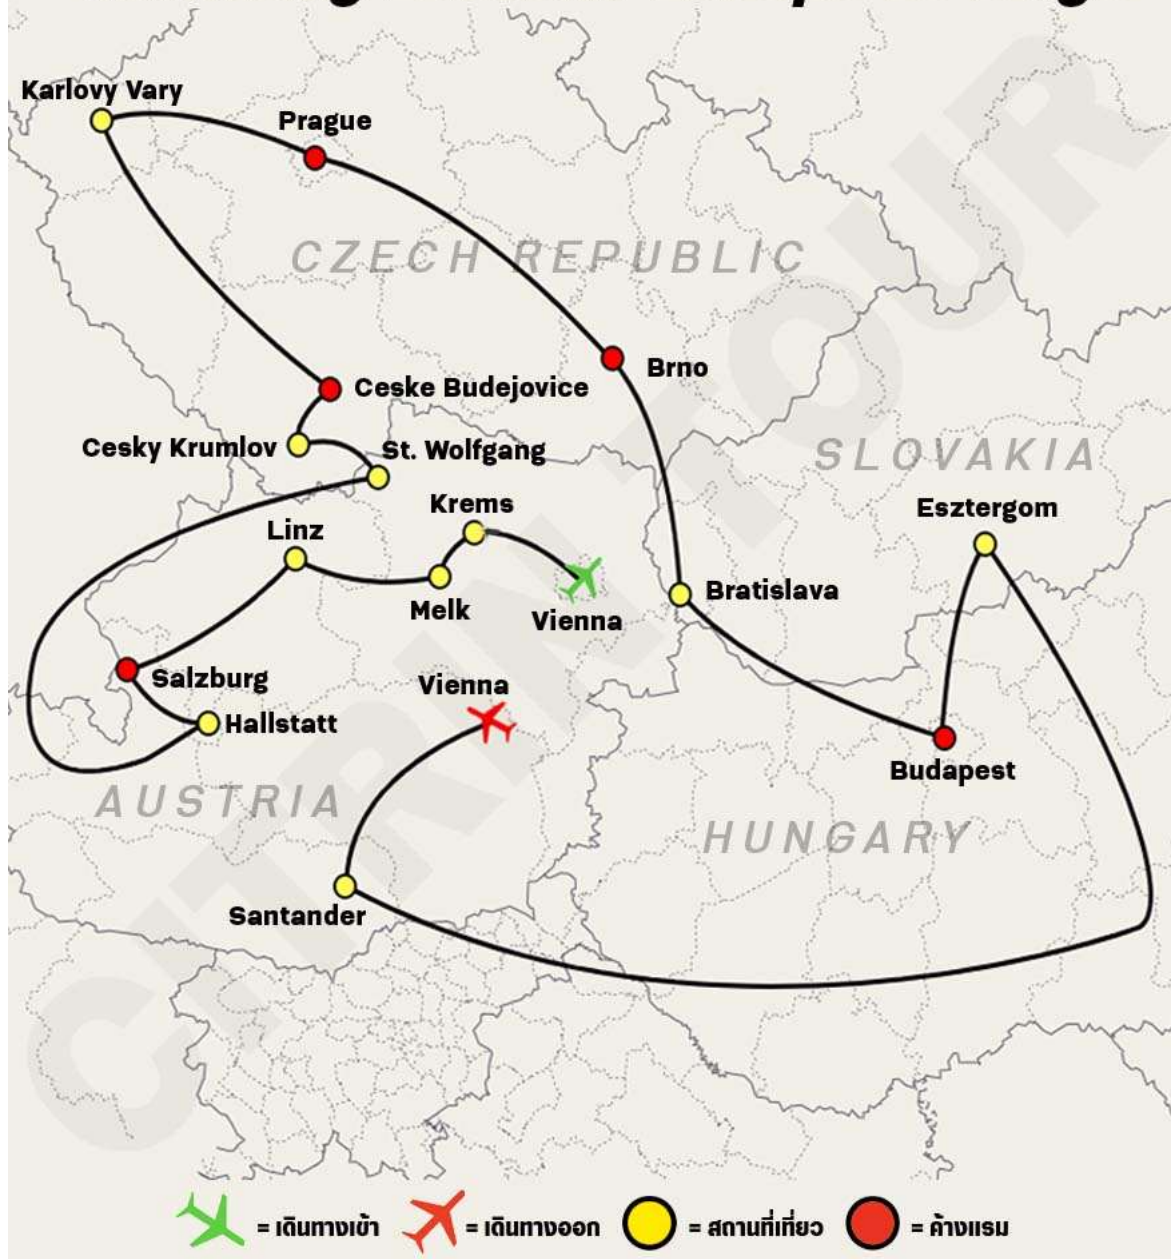 Karlovy Vary
Prague
CZECH REPUBLIC
Brno
Ceske Budejovice
Cesky Krumlov
St. Wolfgang
SLOVAKIA
Krems
Esztergom
Linz
Melk
Vienna
Bratislava
Salzburg
Vienna
Hallstatt
Budapest
AUSTRIA
HUNGARY
Santander
CITRIN TOUR
= เดินทางเข้า = เดินทางออก = สถานที่เที่ยว = ค้างแรม